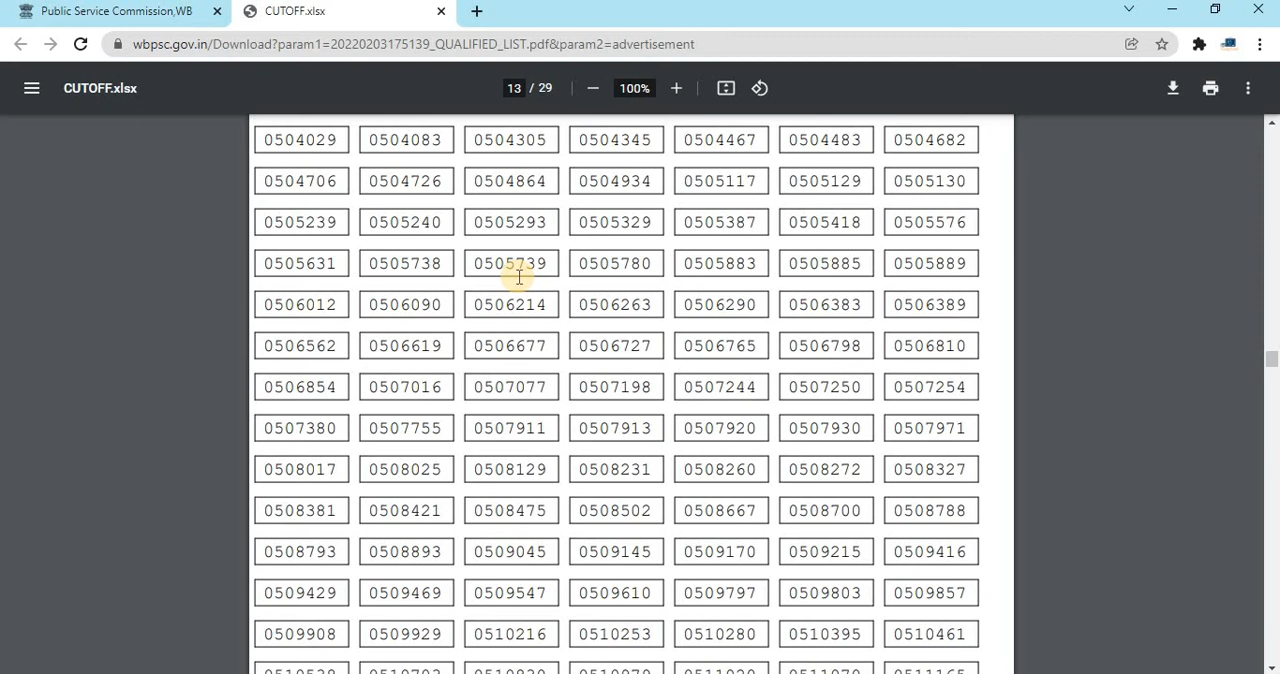 Public Service Commission,WB
CUTOFF.xlsx
wbpsc.gov.in/Download?param1=20220203175139_QUALIFIED_LIST.pdf&param2=advertisement
CUTOFF.xlsx 13 / 29 100%
0504029 0504083 0504305 0504345 0504467 0504483 0504682
0504706 0504726 0504864 0504934 0505117 0505129 0505130
0505239 0505240 0505293 0505329 0505387 0505418 0505576
0505631 0505738 0505739 0505780 0505883 0505885 0505889
0506012 0506090 0506214 0506263 0506290 0506383 0506389
0506562 0506619 0506677 0506727 0506765 0506798 0506810
0506854 0507016 0507077 0507198 0507244 0507250 0507254
0507380 0507755 0507911 0507913 0507920 0507930 0507971
0508017 0508025 0508129 0508231 0508260 0508272 0508327
0508381 0508421 0508475 0508502 0508667 0508700 0508788
0508793 0508893 0509045 0509145 0509170 0509215 0509416
0509429 0509469 0509547 0509610 0509797 0509803 0509857
0509908 0509929 0510216 0510253 0510280 0510395 0510461